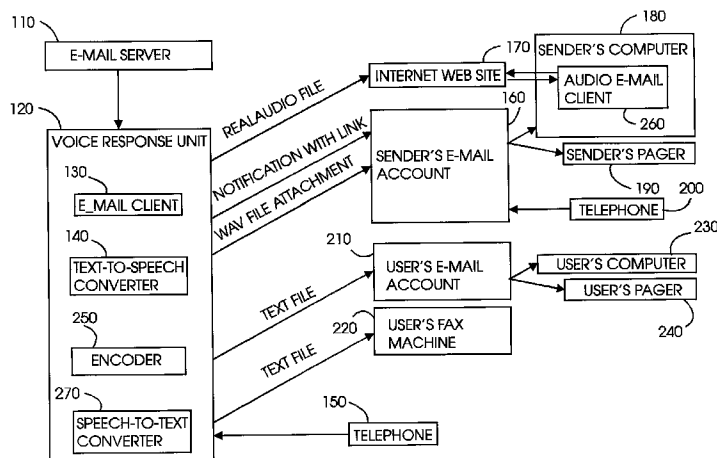 110
E-MAIL SERVER
120
VOICE RESPONSE UNIT
130
E_MAIL CLIENT
140
TEXT-TO-SPEECH
CONVERTER
250
ENCODER
270
SPEECH-TO-TEXT
CONVERTER
REALAUDIO FILE
NOTIFICATION WITH LINK
WAV FILE ATTACHMENT
TEXT FILE
TEXT FILE
170
INTERNET WEB SITE
180
SENDER'S COMPUTER
AUDIO E-MAIL
CLIENT
260
160
SENDER'S E-MAIL
ACCOUNT
SENDER'S PAGER
190
200
TELEPHONE
210
USER'S E-MAIL
ACCOUNT
230
USER'S COMPUTER
USER'S PAGER
240
220
USER'S FAX
MACHINE
150
TELEPHONE